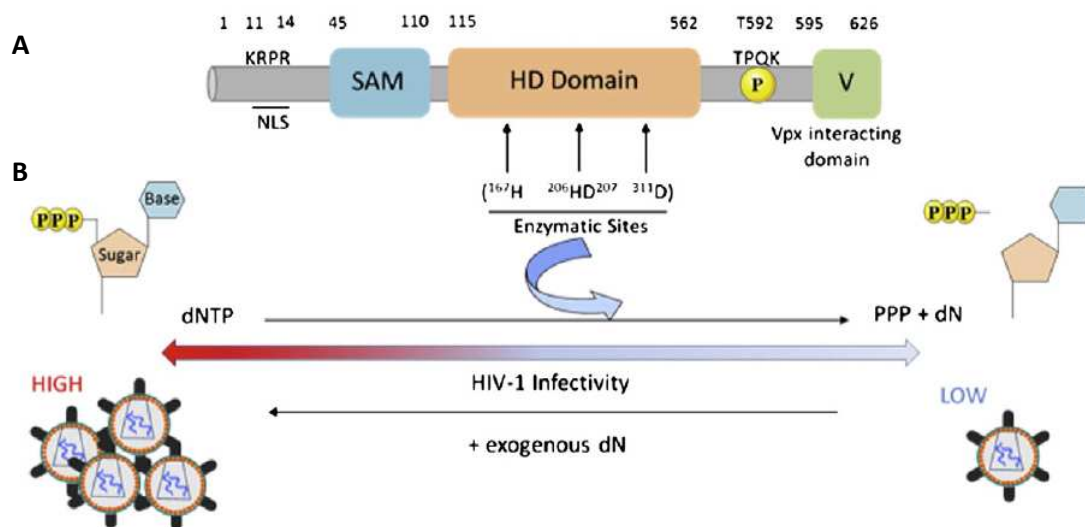 A
1 11 14 45 110 115 562 T592 595 626
KRPR TPQK
SAM HD Domain P V
NLS
Vpx interacting
domain
(¹⁶⁷H ²⁰⁶HD²⁰⁷ ³¹¹D)
Enzymatic Sites
B
PPP Base
Sugar
PPP
dNTP PPP + dN
HIV-1 Infectivity
HIGH LOW
+ exogenous dN